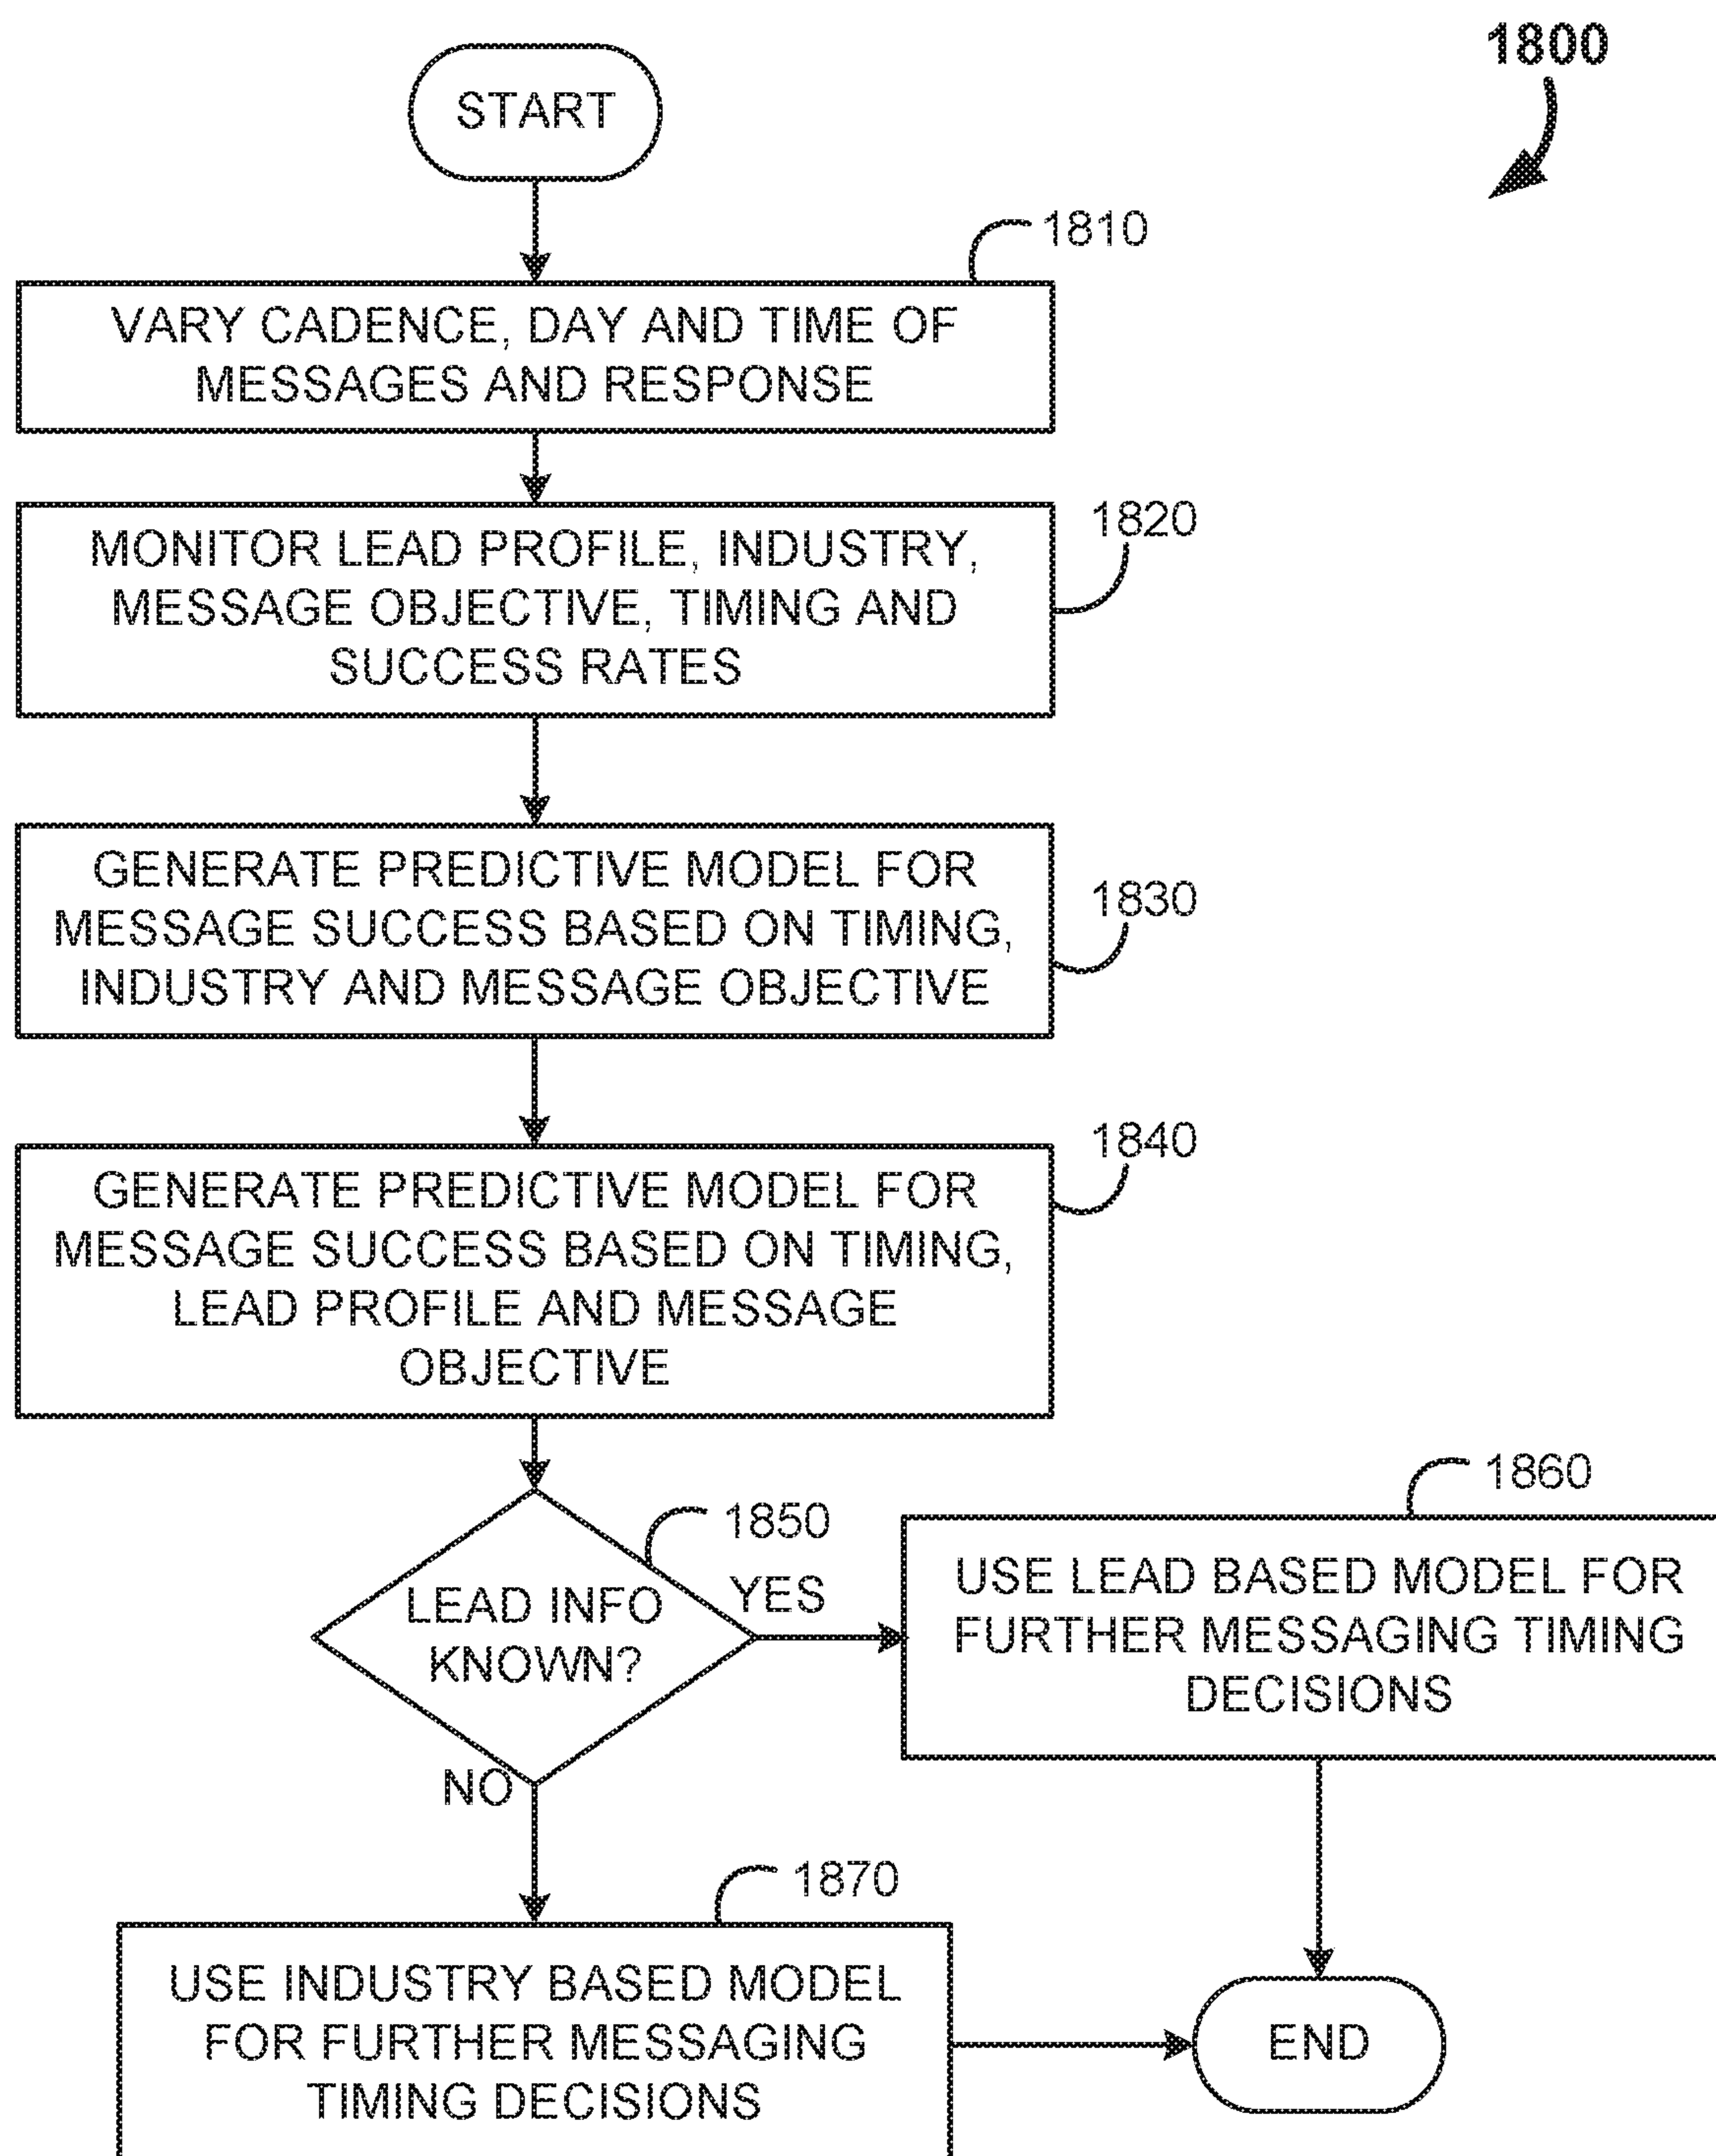 1800
START
1810
VARY CADENCE, DAY AND TIME OF
MESSAGES AND RESPONSE
1820
MONITOR LEAD PROFILE, INDUSTRY,
MESSAGE OBJECTIVE, TIMING AND
SUCCESS RATES
1830
GENERATE PREDICTIVE MODEL FOR
MESSAGE SUCCESS BASED ON TIMING,
INDUSTRY AND MESSAGE OBJECTIVE
1840
GENERATE PREDICTIVE MODEL FOR
MESSAGE SUCCESS BASED ON TIMING,
LEAD PROFILE AND MESSAGE
OBJECTIVE
1850
LEAD INFO
KNOWN?
YES
1860
USE LEAD BASED MODEL FOR
FURTHER MESSAGING TIMING
DECISIONS
NO
1870
USE INDUSTRY BASED MODEL
FOR FURTHER MESSAGING
TIMING DECISIONS
END